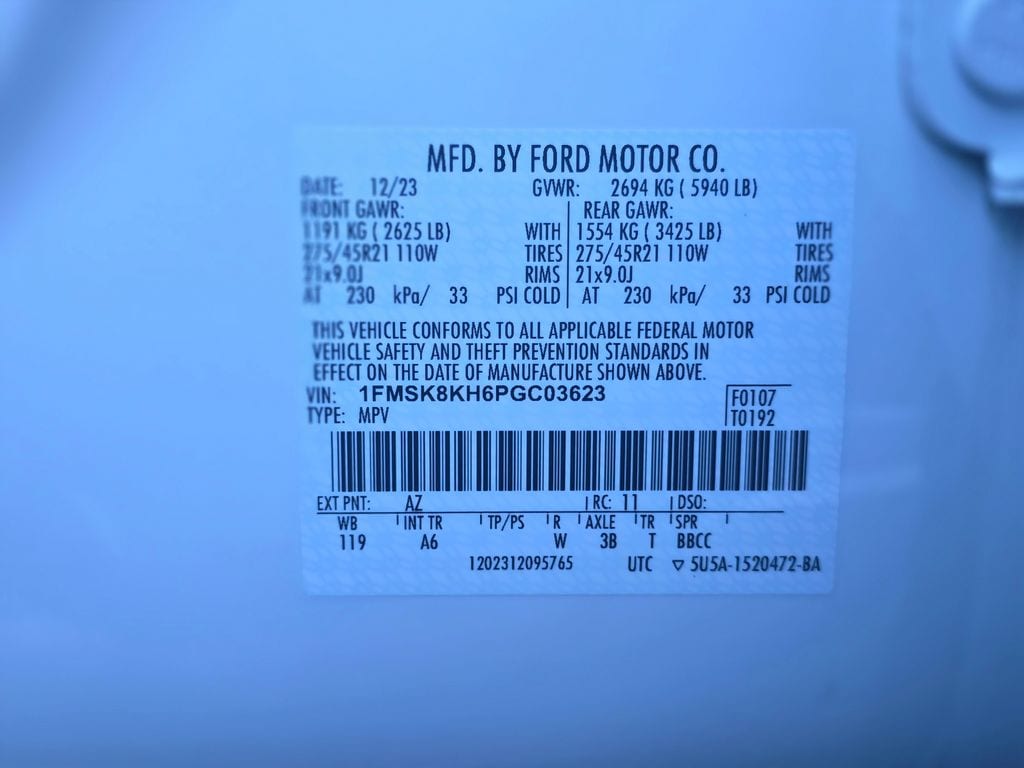 MFD. BY FORD MOTOR CO.
DATE: 12/23 GVWR: 2694 KG ( 5940 LB)
FRONT GAWR: REAR GAWR:
1191 KG ( 2625 LB) WITH 1554 KG ( 3425 LB) WITH
275/45R21 110W TIRES 275/45R21 110W TIRES
21x9.0J RIMS 21x9.0J RIMS
AT 230 kPa/ 33 PSI COLD AT 230 kPa/ 33 PSI COLD
THIS VEHICLE CONFORMS TO ALL APPLICABLE FEDERAL MOTOR
VEHICLE SAFETY AND THEFT PREVENTION STANDARDS IN
EFFECT ON THE DATE OF MANUFACTURE SHOWN ABOVE.
VIN: 1FMSK8KH6PGC03623 F0107
TYPE: MPV T0192
EXT PNT: AZ RC: 11 DSO:
WB INT TR TP/PS R AXLE TR SPR
119 A6 W 3B T BBCC
1202312095765 UTC ▽ 5U5A-1520472-BA